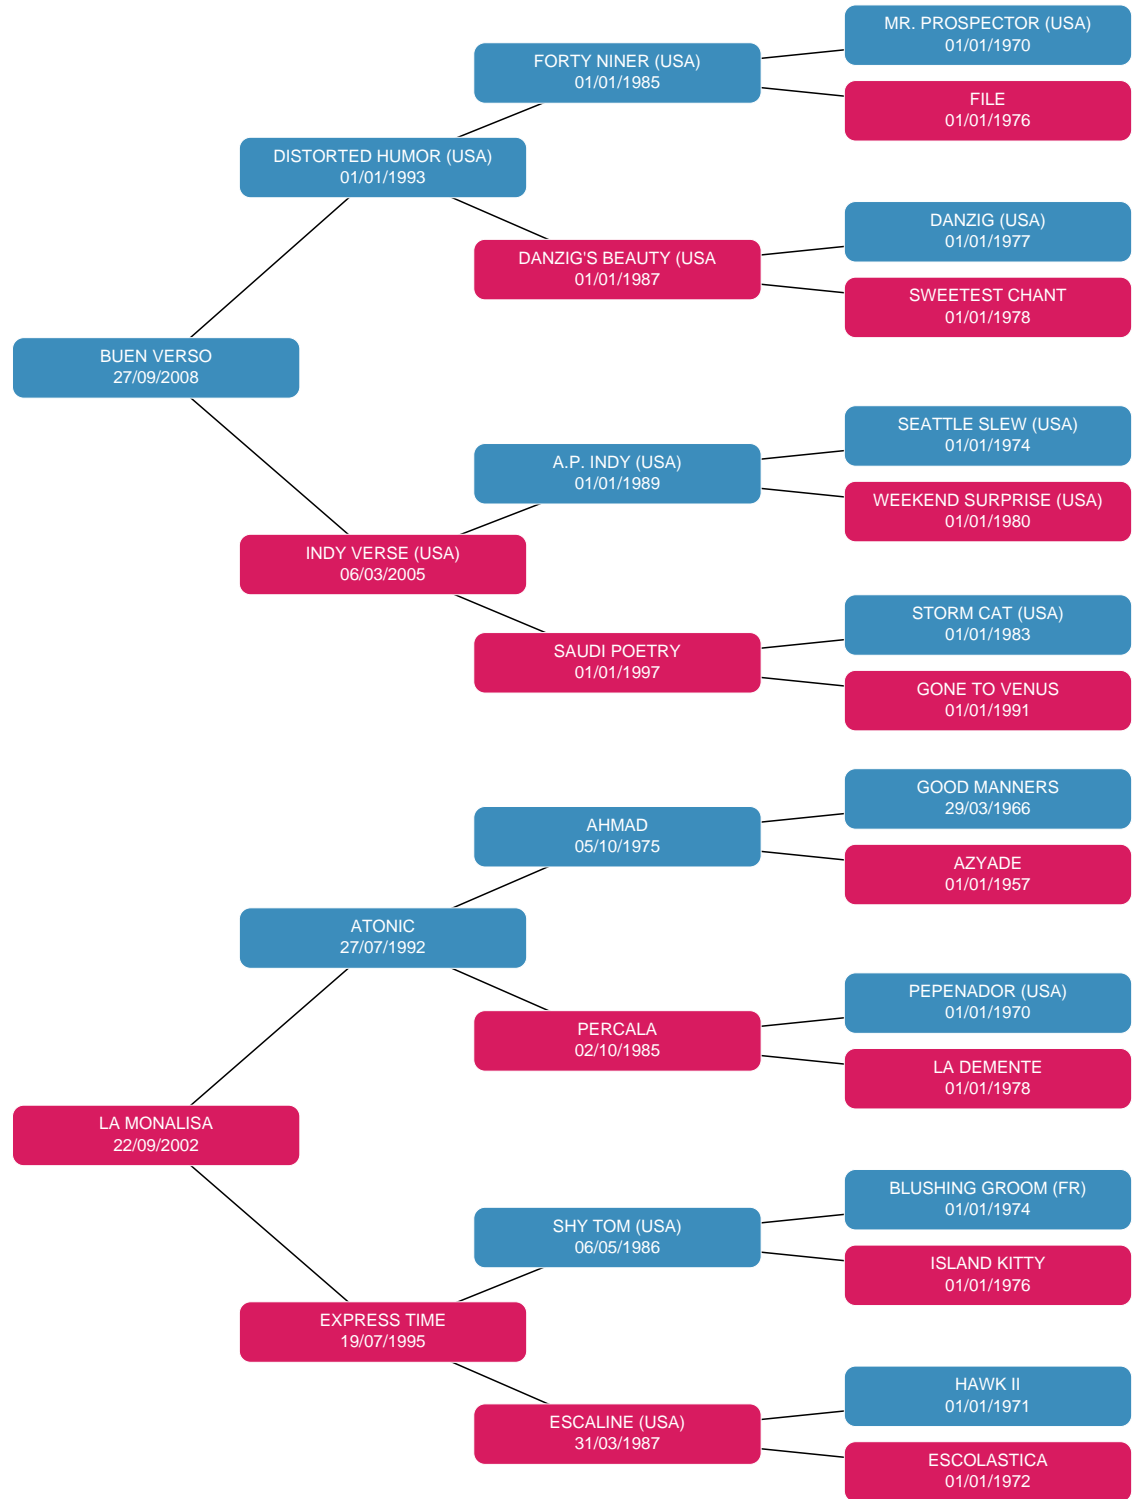 MR. PROSPECTOR (USA)
01/01/1970
FORTY NINER (USA)
01/01/1985
FILE
01/01/1976
DISTORTED HUMOR (USA)
01/01/1993
DANZIG (USA)
01/01/1977
DANZIG'S BEAUTY (USA
01/01/1987
SWEETEST CHANT
01/01/1978
BUEN VERSO
27/09/2008
SEATTLE SLEW (USA)
01/01/1974
A.P. INDY (USA)
01/01/1989
WEEKEND SURPRISE (USA)
01/01/1980
INDY VERSE (USA)
06/03/2005
STORM CAT (USA)
01/01/1983
SAUDI POETRY
01/01/1997
GONE TO VENUS
01/01/1991
GOOD MANNERS
29/03/1966
AHMAD
05/10/1975
AZYADE
01/01/1957
ATONIC
27/07/1992
PEPENADOR (USA)
01/01/1970
PERCALA
02/10/1985
LA DEMENTE
01/01/1978
LA MONALISA
22/09/2002
BLUSHING GROOM (FR)
01/01/1974
SHY TOM (USA)
06/05/1986
ISLAND KITTY
01/01/1976
EXPRESS TIME
19/07/1995
HAWK II
01/01/1971
ESCALINE (USA)
31/03/1987
ESCOLASTICA
01/01/1972